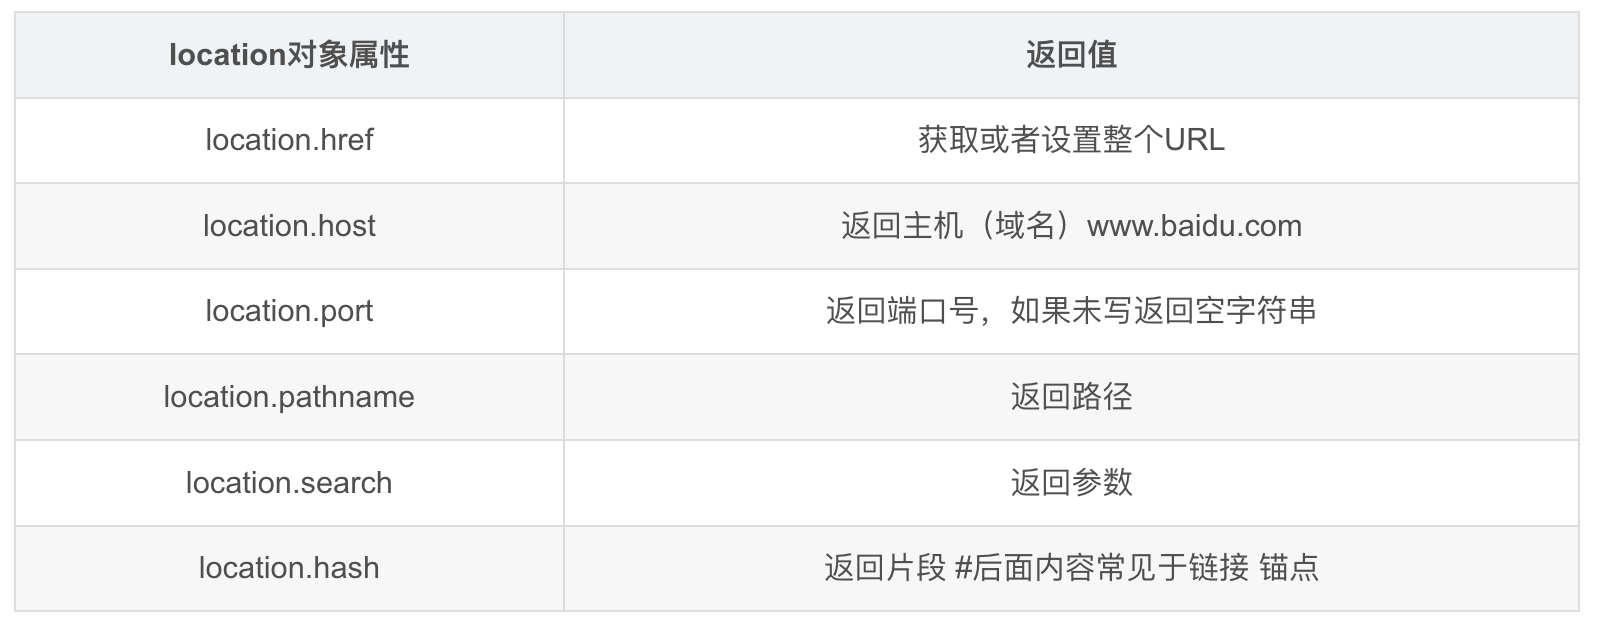 location对象属性 返回值
location.href 获取或者设置整个URL
location.host 返回主机（域名）www.baidu.com
location.port 返回端口号，如果未写返回空字符串
location.pathname 返回路径
location.search 返回参数
location.hash 返回片段 #后面内容常见于链接 锚点